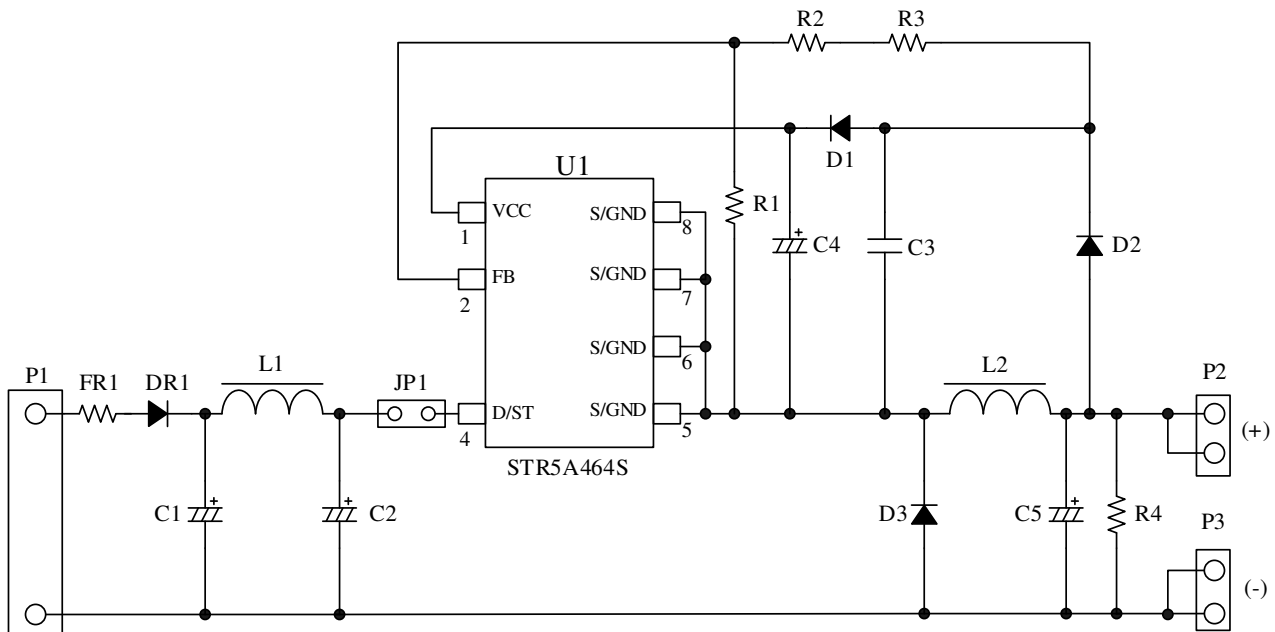 R2 R3
D1
U1
VCC S/GND
1 8
R1 C4 + C3 D2
FB S/GND
2 7
S/GND
6
P1 FR1 DR1 L1 JP1 L2 P2
D/ST S/GND
4 5
(+)
STR5A464S
C1 + C2 + D3 C5 + R4 P3
(-)